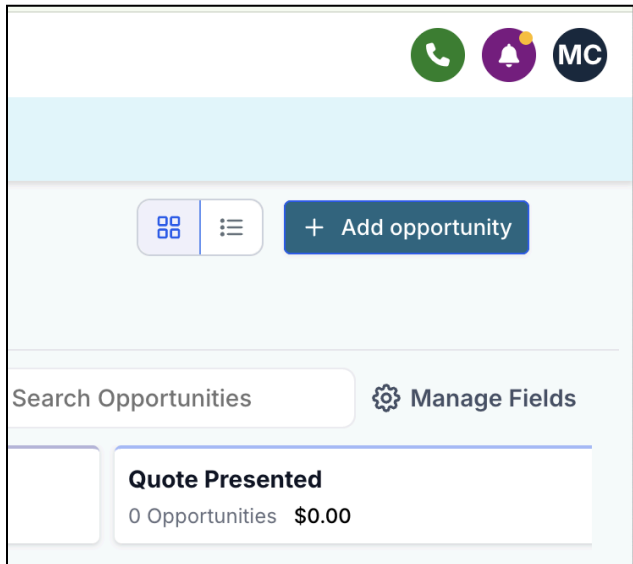 MC
+ Add opportunity
Search Opportunities
Manage Fields
Quote Presented
0 Opportunities $0.00